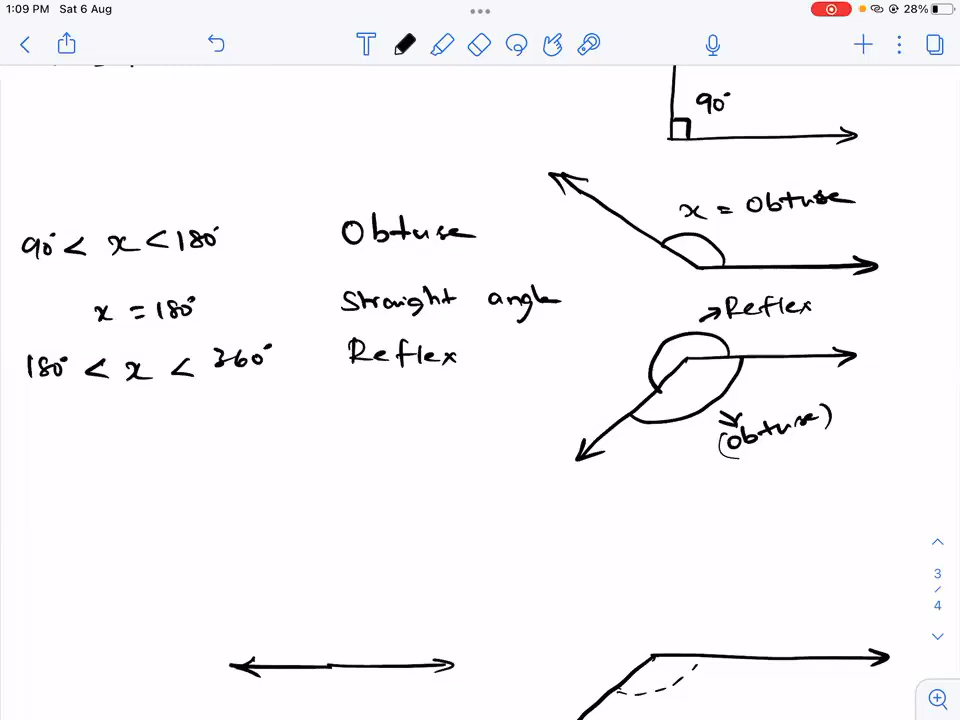 1:09 PM Sat 6 Aug
28%
T
90°
x = Obtuse
90° < x < 180° Obtuse
x = 180° Straight angle
Reflex
180° < x < 360° Reflex
(Obtuse)
3
/
4